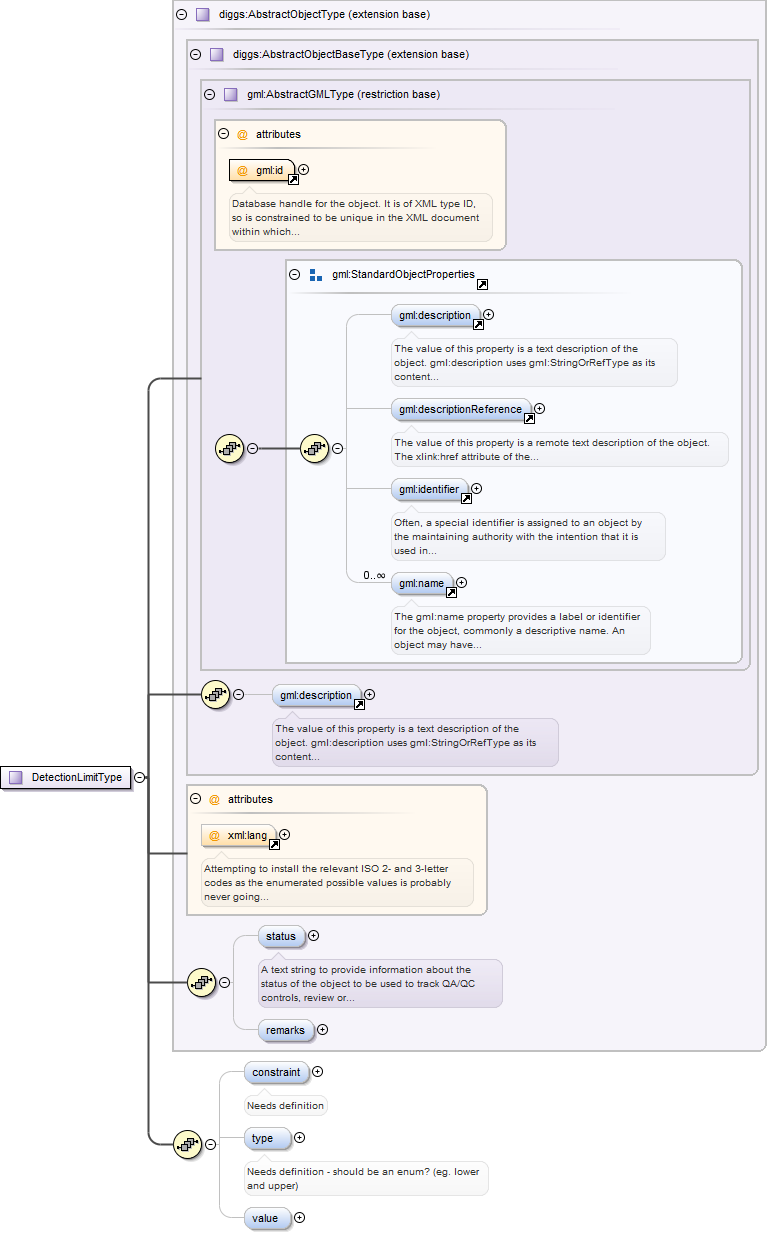 diggs:AbstractObjectType (extension base)
diggs:AbstractObjectBaseType (extension base)
gml:AbstractGMLType (restriction base)
@ attributes
@ gml:id
Database handle for the object. It is of XML type ID,
so is constrained to be unique in the XML document
within which...
gml:StandardObjectProperties
gml:description
The value of this property is a text description of the
object. gml:description uses gml:StringOrRefType as its
content...
gml:descriptionReference
The value of this property is a remote text description of the object.
The xlink:href attribute of the...
gml:identifier
Often, a special identifier is assigned to an object by
the maintaining authority with the intention that it is
used in...
0..∞
gml:name
The gml:name property provides a label or identifier
for the object, commonly a descriptive name. An
object may have...
gml:description
The value of this property is a text description of the
object. gml:description uses gml:StringOrRefType as its
content...
DetectionLimitType
@ attributes
@ xml:lang
Attempting to install the relevant ISO 2- and 3-letter
codes as the enumerated possible values is probably
never going...
status
A text string to provide information about the
status of the object to be used to track QA/QC
controls, review or...
remarks
constraint
Needs definition
type
Needs definition - should be an enum? (eg. lower
and upper)
value